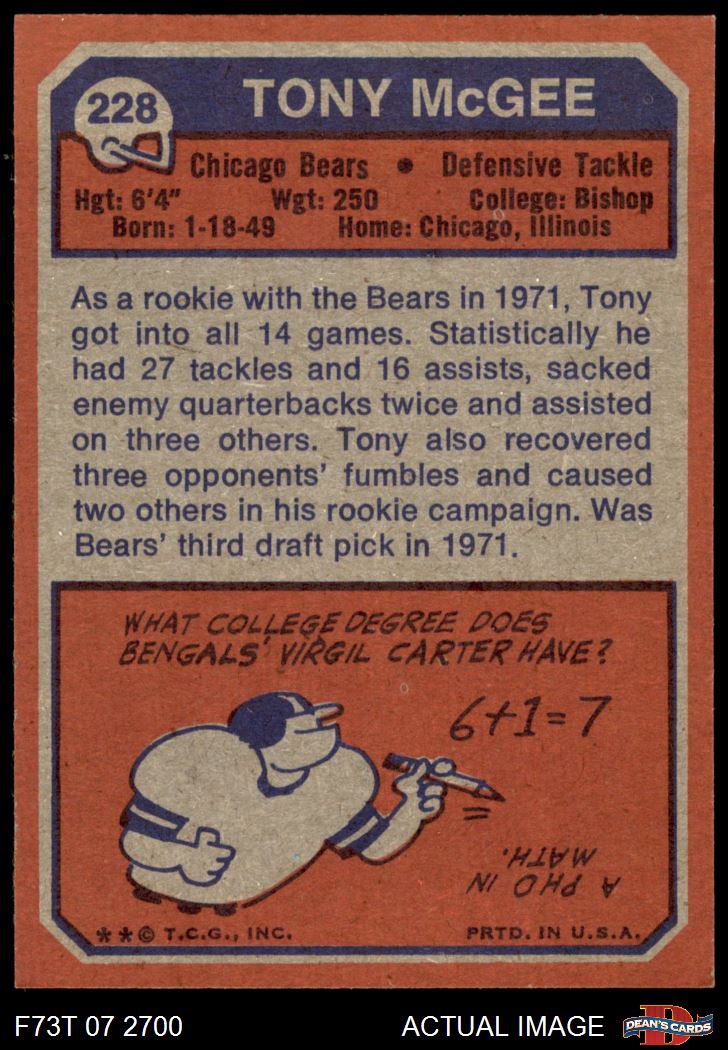 228
TONY McGEE
Chicago Bears • Defensive Tackle
Hgt: 6'4" Wgt: 250 College: Bishop
Born: 1-18-49 Home: Chicago, Illinois
As a rookie with the Bears in 1971, Tony
got into all 14 games. Statistically he
had 27 tackles and 16 assists, sacked
enemy quarterbacks twice and assisted
on three others. Tony also recovered
three opponents' fumbles and caused
two others in his rookie campaign. Was
Bears' third draft pick in 1971.
WHAT COLLEGE DEGREE DOES
BENGALS' VIRGIL CARTER HAVE?
6+1=7
A PHD IN
MATH.
**© T.C.G., INC. PRTD. IN U.S.A.
F73T 07 2700 ACTUAL IMAGE
D
DEAN'S CARDS